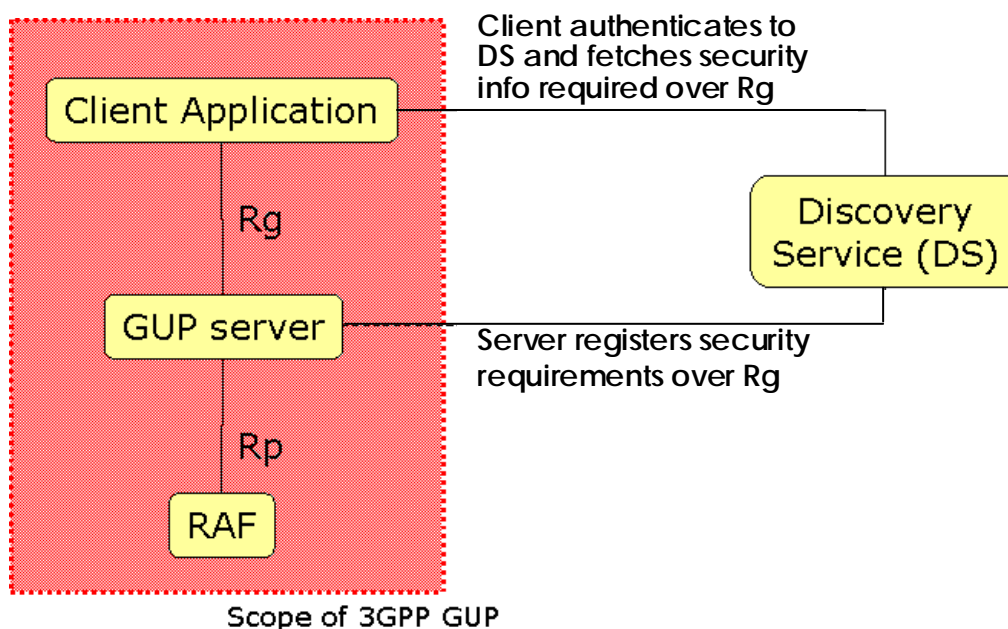 Client authenticates to
DS and fetches security
info required over Rg
Client Application
Rg
Discovery
Service (DS)
GUP server
Server registers security
requirements over Rg
Rp
RAF
Scope of 3GPP GUP